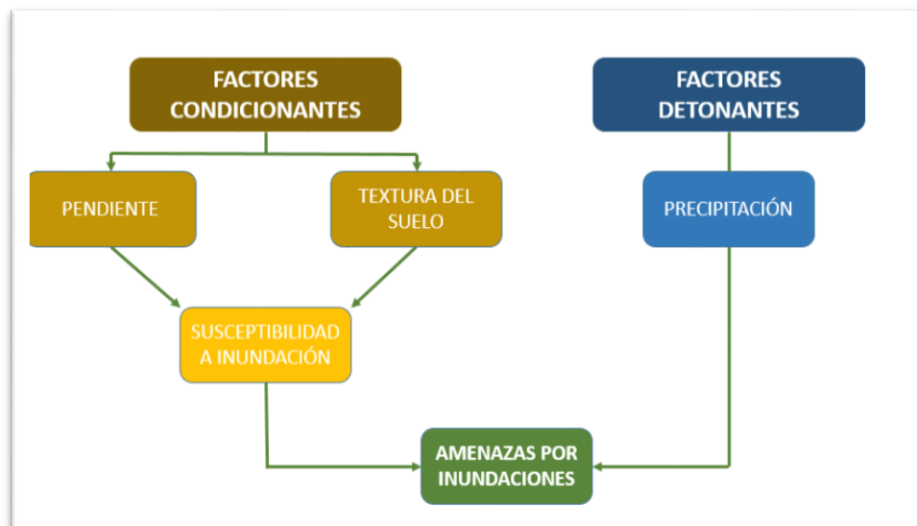 FACTORES
CONDICIONANTES
FACTORES
DETONANTES
PENDIENTE
TEXTURA DEL
SUELO
PRECIPITACIÓN
SUSCEPTIBILIDAD
A INUNDACIÓN
AMENAZAS POR
INUNDACIONES